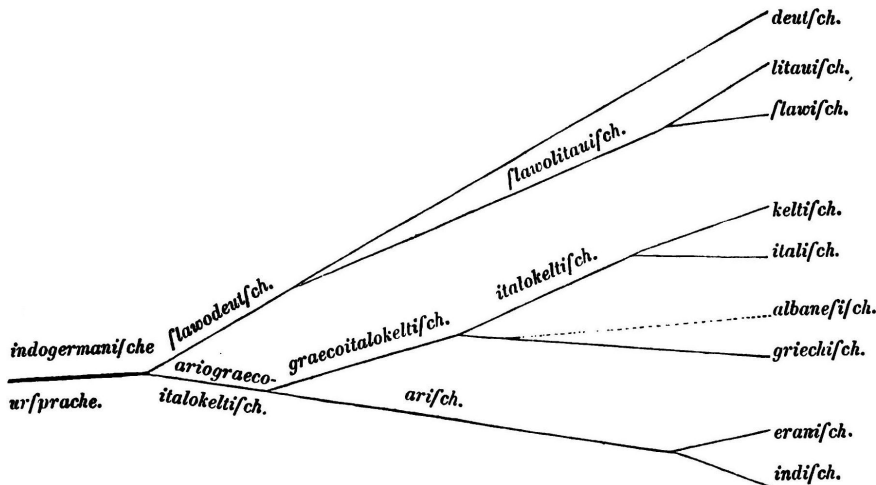 deutſch.
litauiſch.
ſlawiſch.
ſlawolitauiſch.
keltiſch.
italiſch.
italokeltiſch.
ſlawodeutſch.
albaneſiſch.
graecoitalokeltiſch.
indogermaniſche
griechiſch.
ariograeco-
italokeltiſch.
ariſch.
urſprache.
eraniſch.
indiſch.